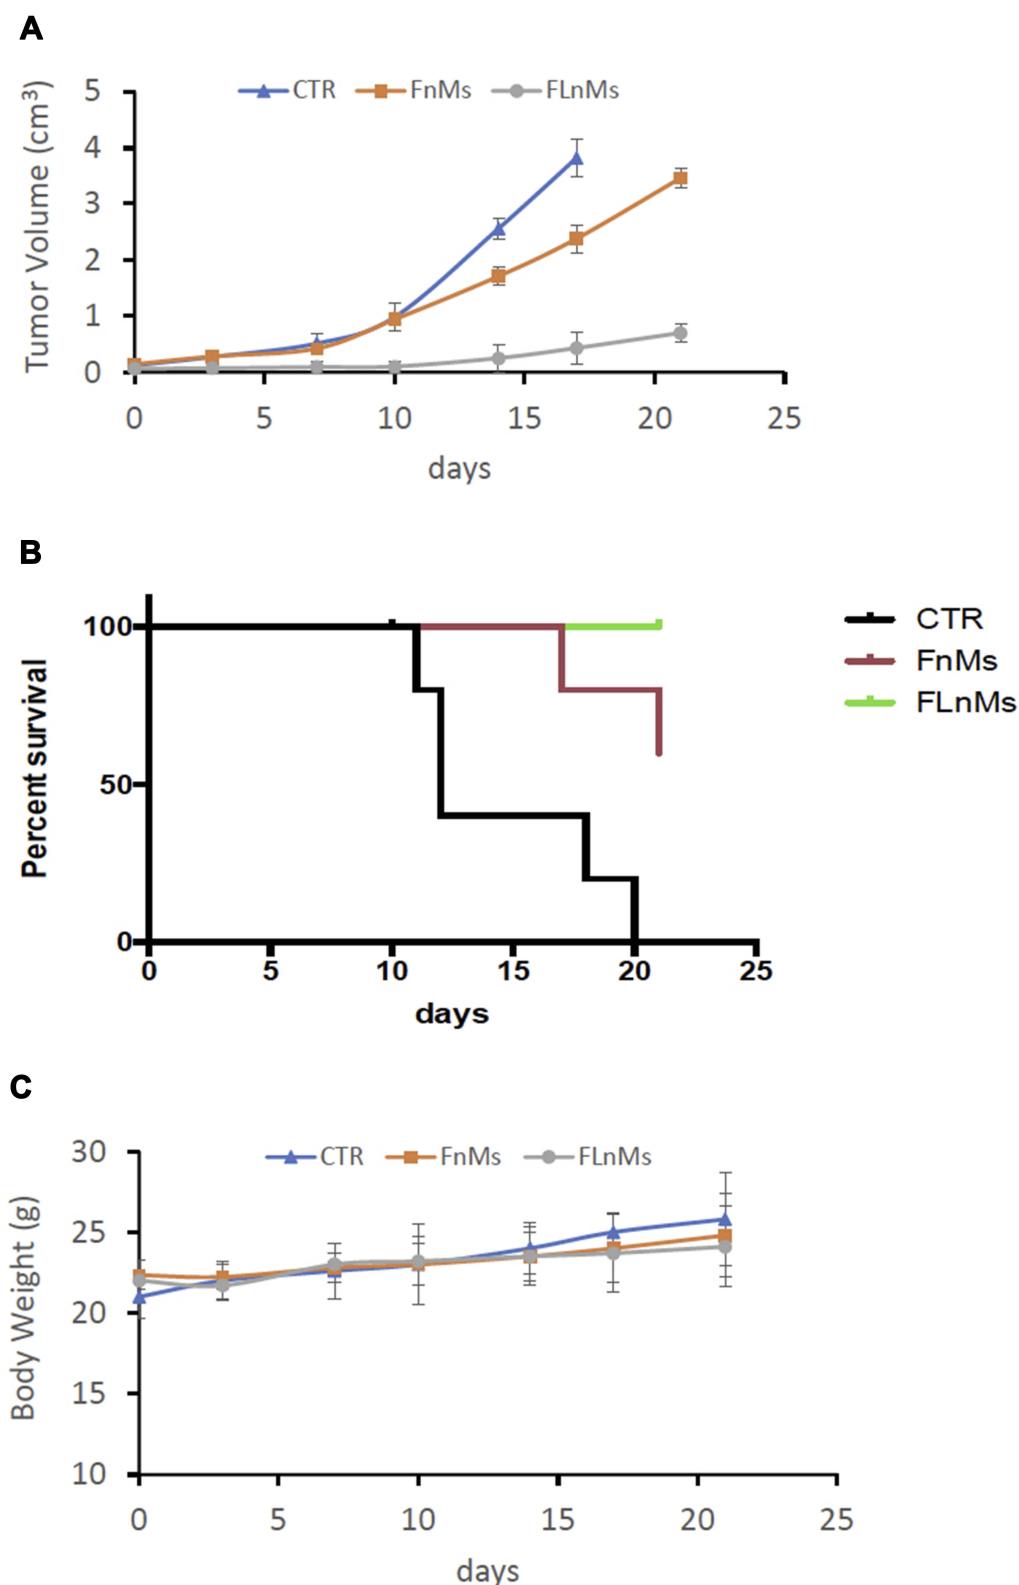 A
CTR FnMs FLnMs
Tumor Volume (cm³)
5
4
3
2
1
0
0 5 10 15 20 25
days
B
CTR
FnMs
FLnMs
Percent survival
100
50
0
0 5 10 15 20 25
days
C
CTR FnMs FLnMs
Body Weight (g)
30
25
20
15
10
0 5 10 15 20 25
days